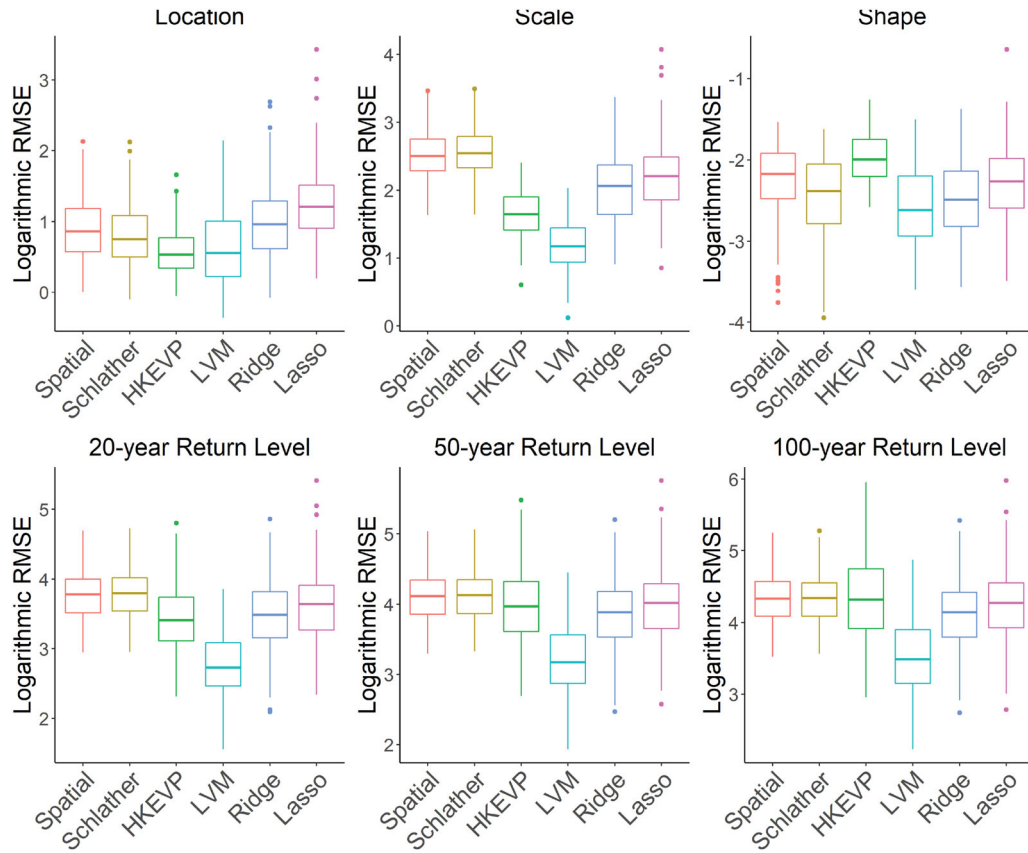 Location
Scale
Shape
Logarithmic RMSE
3
2
1
0
Spatial
Schlather
HKEVP
LVM
Ridge
Lasso
Logarithmic RMSE
4
3
2
1
0
Spatial
Schlather
HKEVP
LVM
Ridge
Lasso
Logarithmic RMSE
-1
-2
-3
-4
Spatial
Schlather
HKEVP
LVM
Ridge
Lasso
20-year Return Level
50-year Return Level
100-year Return Level
Logarithmic RMSE
5
4
3
2
Spatial
Schlather
HKEVP
LVM
Ridge
Lasso
Logarithmic RMSE
5
4
3
2
Spatial
Schlather
HKEVP
LVM
Ridge
Lasso
Logarithmic RMSE
6
5
4
3
Spatial
Schlather
HKEVP
LVM
Ridge
Lasso